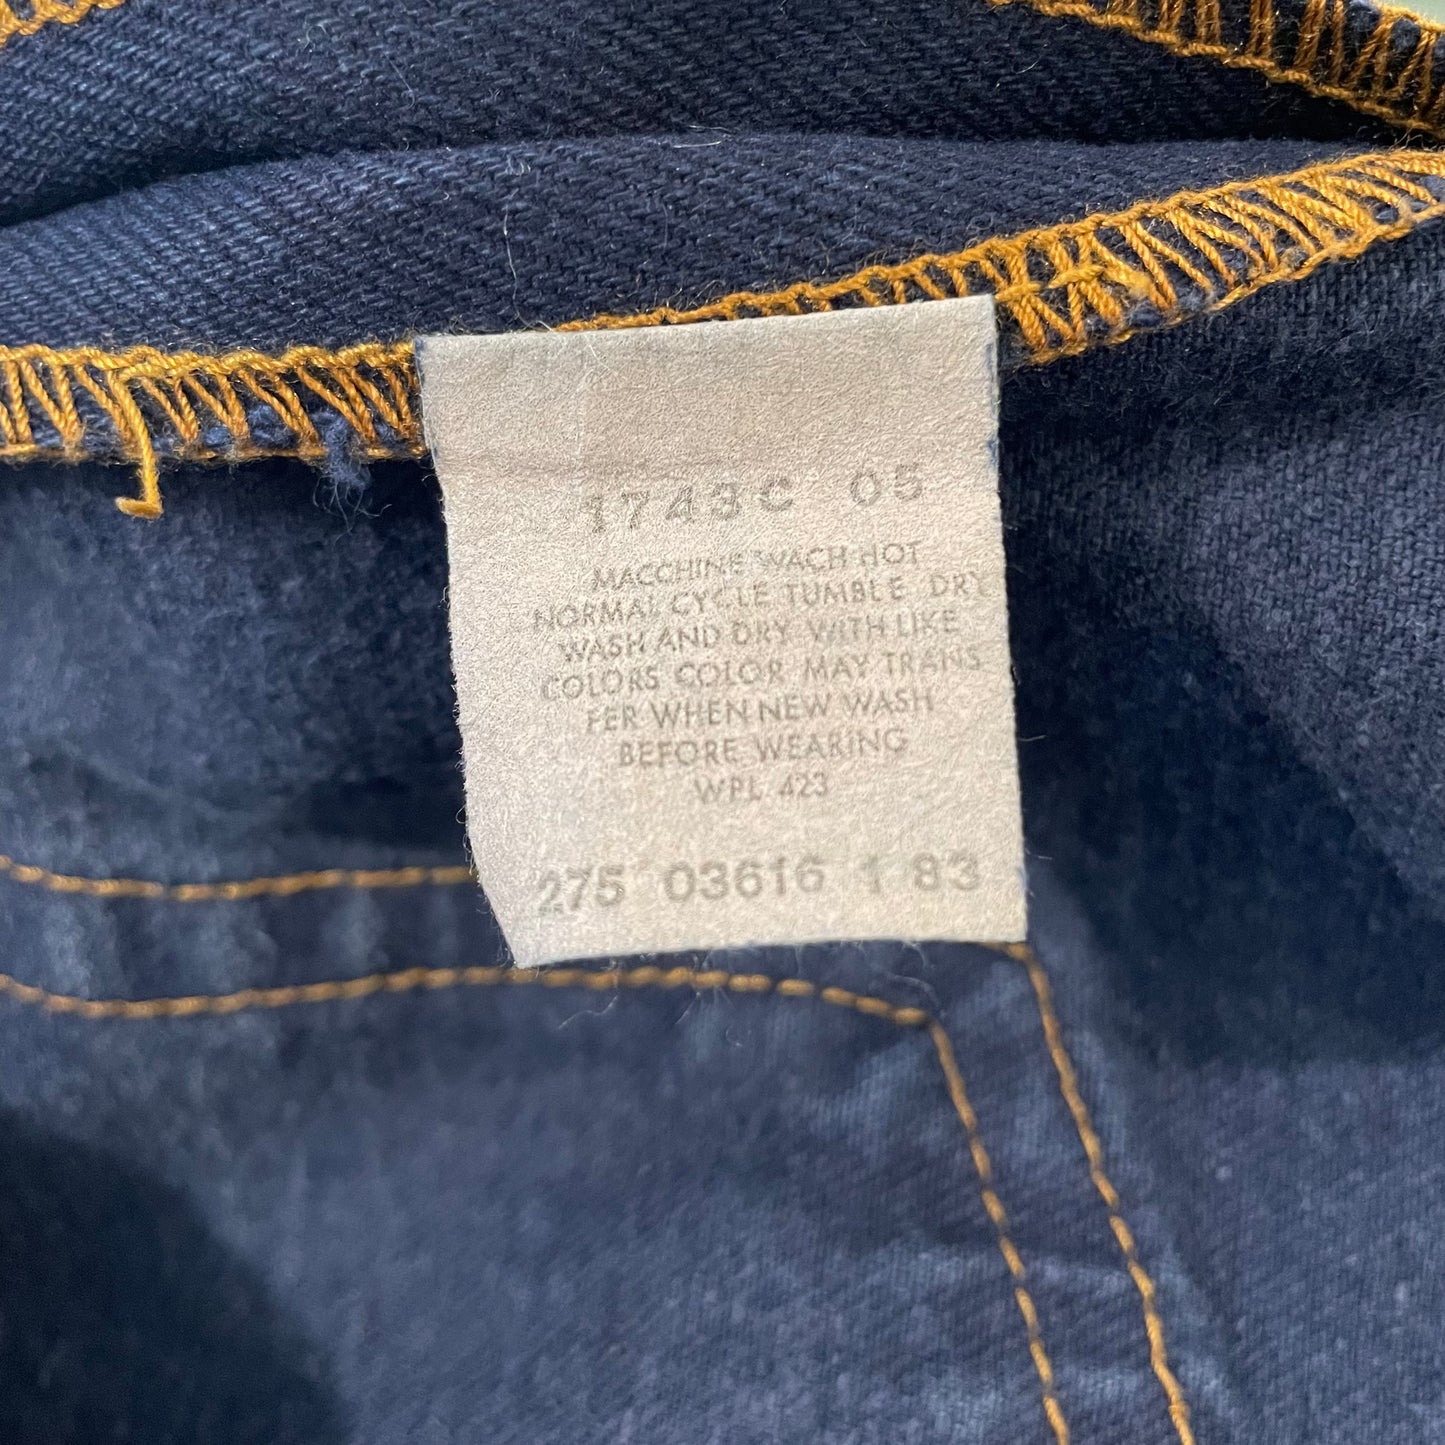 1743C 05
MACCHINE WACH HOT
NORMAL CYCLE TUMBLE DRY
WASH AND DRY WITH LIKE
COLORS COLOR MAY TRANS
FER WHEN NEW WASH
BEFORE WEARING
WPL 423
275 03616 1 83